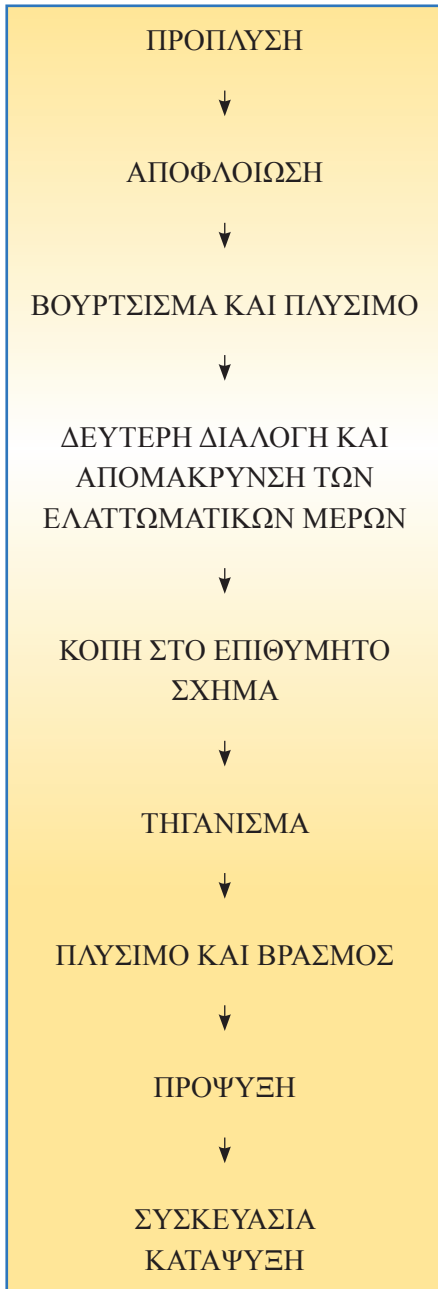 ΠΡΟΠΛΥΣΗ
ΑΠΟΦΛΟΙΩΣΗ
ΒΟΥΡΤΣΙΣΜΑ ΚΑΙ ΠΛΥΣΙΜΟ
ΔΕΥΤΕΡΗ ΔΙΑΛΟΓΗ ΚΑΙ
ΑΠΟΜΑΚΡΥΝΣΗ ΤΩΝ
ΕΛΑΤΤΩΜΑΤΙΚΩΝ ΜΕΡΩΝ
ΚΟΠΗ ΣΤΟ ΕΠΙΘΥΜΗΤΟ
ΣΧΗΜΑ
ΤΗΓΑΝΙΣΜΑ
ΠΛΥΣΙΜΟ ΚΑΙ ΒΡΑΣΜΟΣ
ΠΡΟΨΥΞΗ
ΣΥΣΚΕΥΑΣΙΑ
ΚΑΤΑΨΥΞΗ